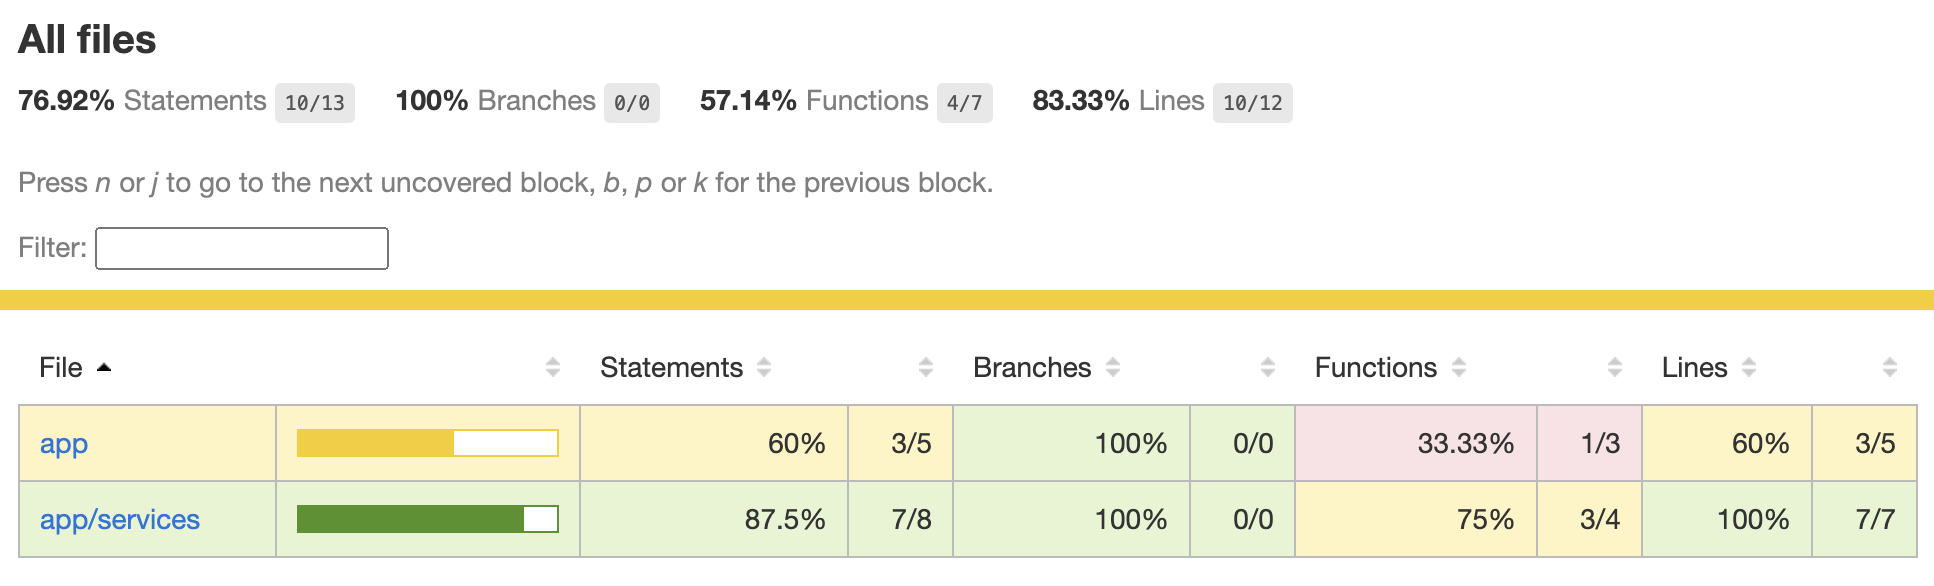 All files
76.92% Statements 10/13 100% Branches 0/0 57.14% Functions 4/7 83.33% Lines 10/12
Press n or j to go to the next uncovered block, b, p or k for the previous block.
Filter:
File Statements Branches Functions Lines
app 60% 3/5 100% 0/0 33.33% 1/3 60% 3/5
app/services 87.5% 7/8 100% 0/0 75% 3/4 100% 7/7